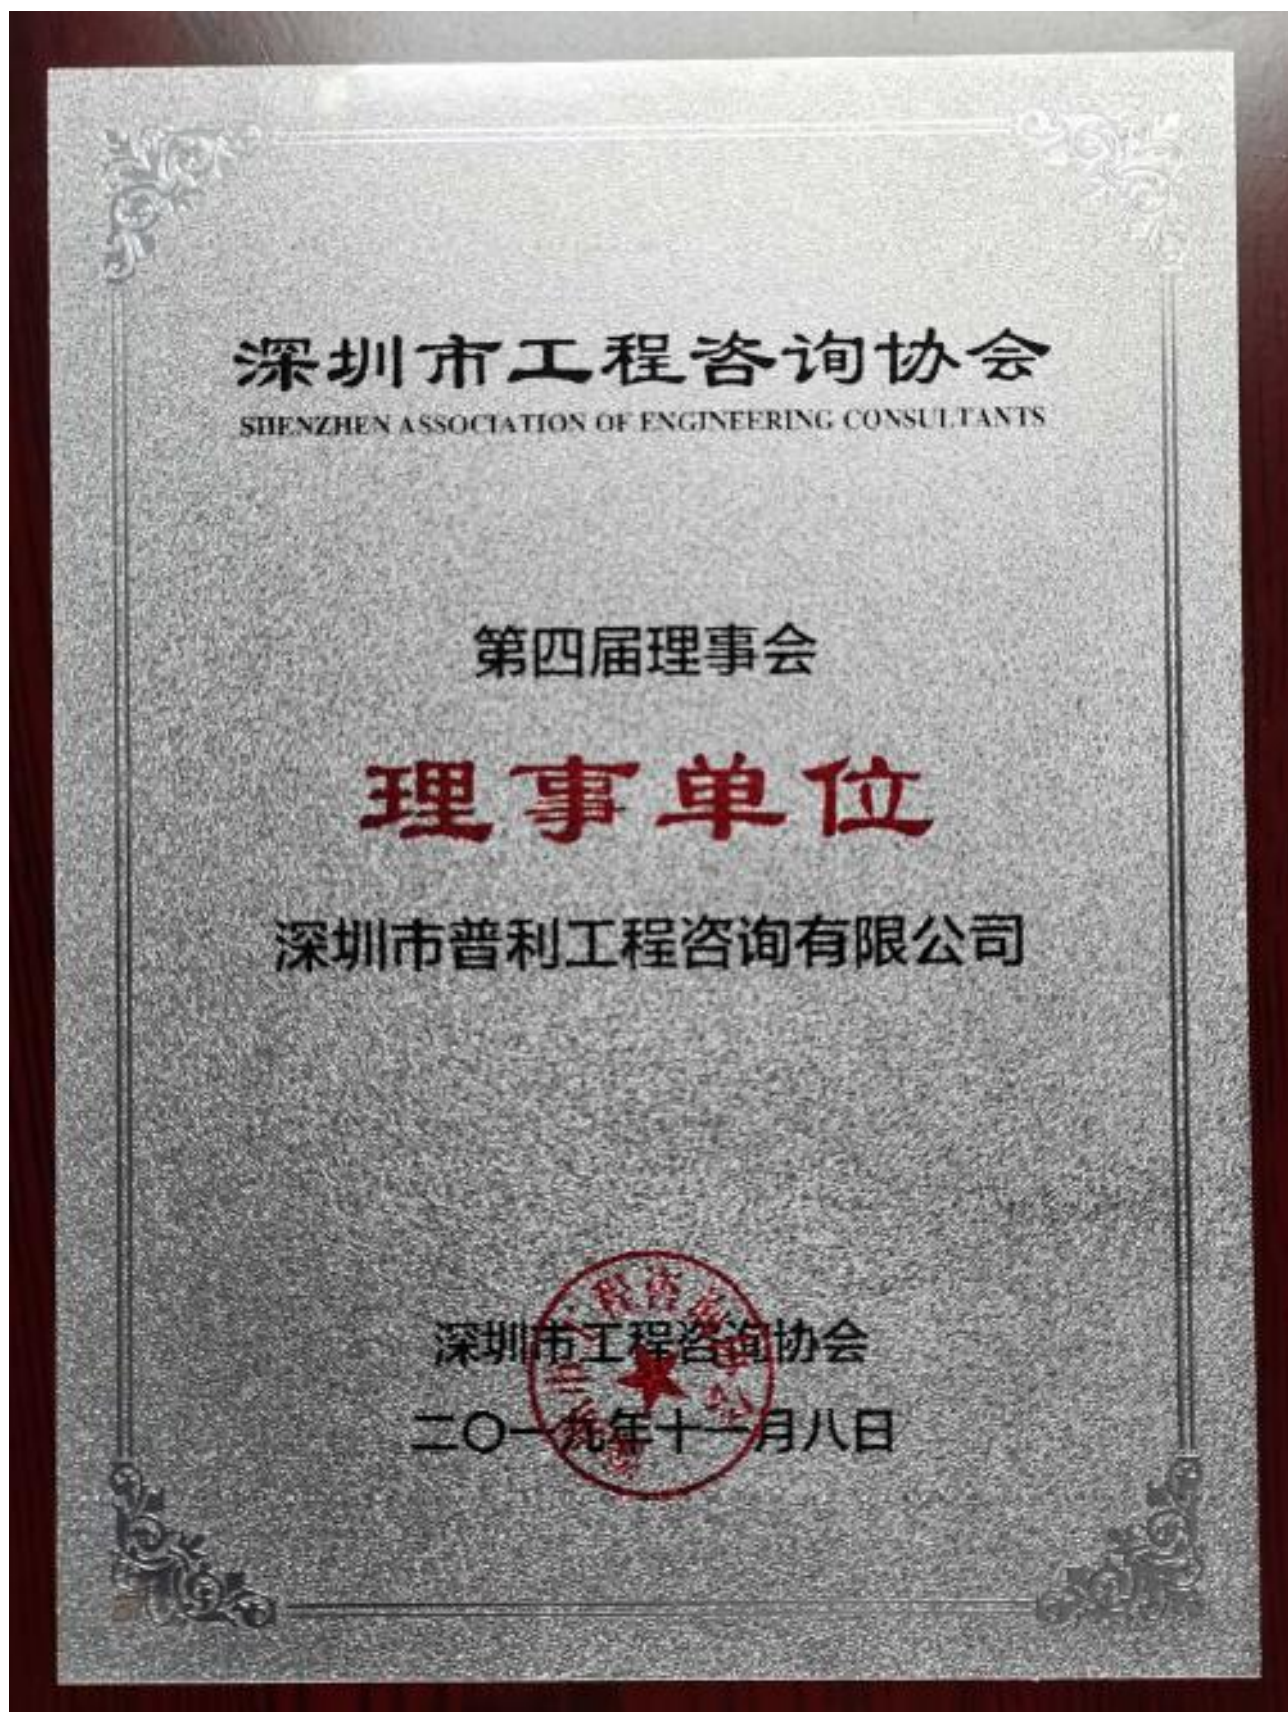 深圳市工程咨询协会
SHENZHEN ASSOCIATION OF ENGINEERING CONSULTANTS
第四届理事会
理事单位
深圳市普利工程咨询有限公司
深圳市工程咨询协会
二〇一九年十一月八日